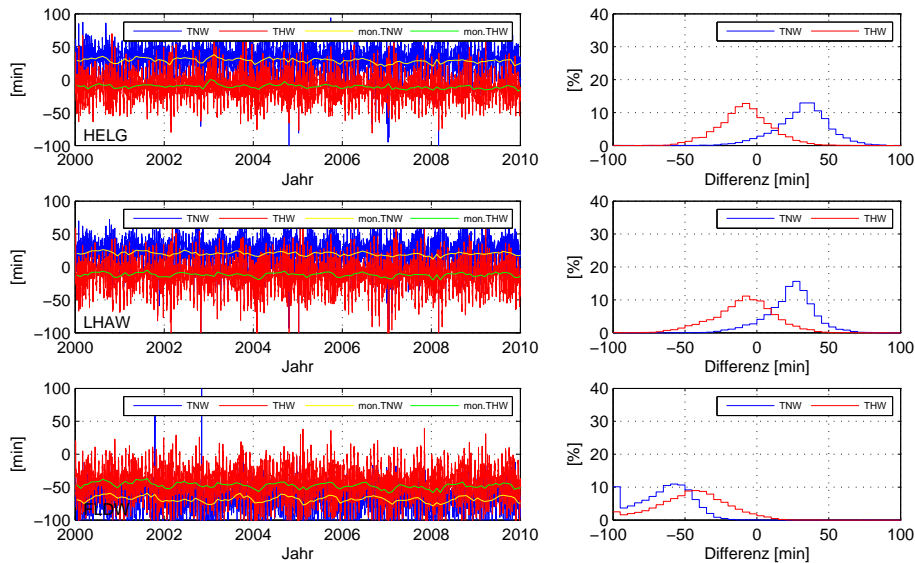 TNW THW mon.TNW mon.THW
100
50
0
−50
−100
[min]
HELG
2000 2002 2004 2006 2008 2010
Jahr
TNW THW
40
30
20
10
0
[%]
−100 −50 0 50 100
Differenz [min]
TNW THW mon.TNW mon.THW
100
50
0
−50
−100
[min]
LHAW
2000 2002 2004 2006 2008 2010
Jahr
TNW THW
40
30
20
10
0
[%]
−100 −50 0 50 100
Differenz [min]
TNW THW mon.TNW mon.THW
100
50
0
−50
−100
[min]
2000 2002 2004 2006 2008 2010
Jahr
TNW THW
40
30
20
10
0
[%]
−100 −50 0 50 100
Differenz [min]